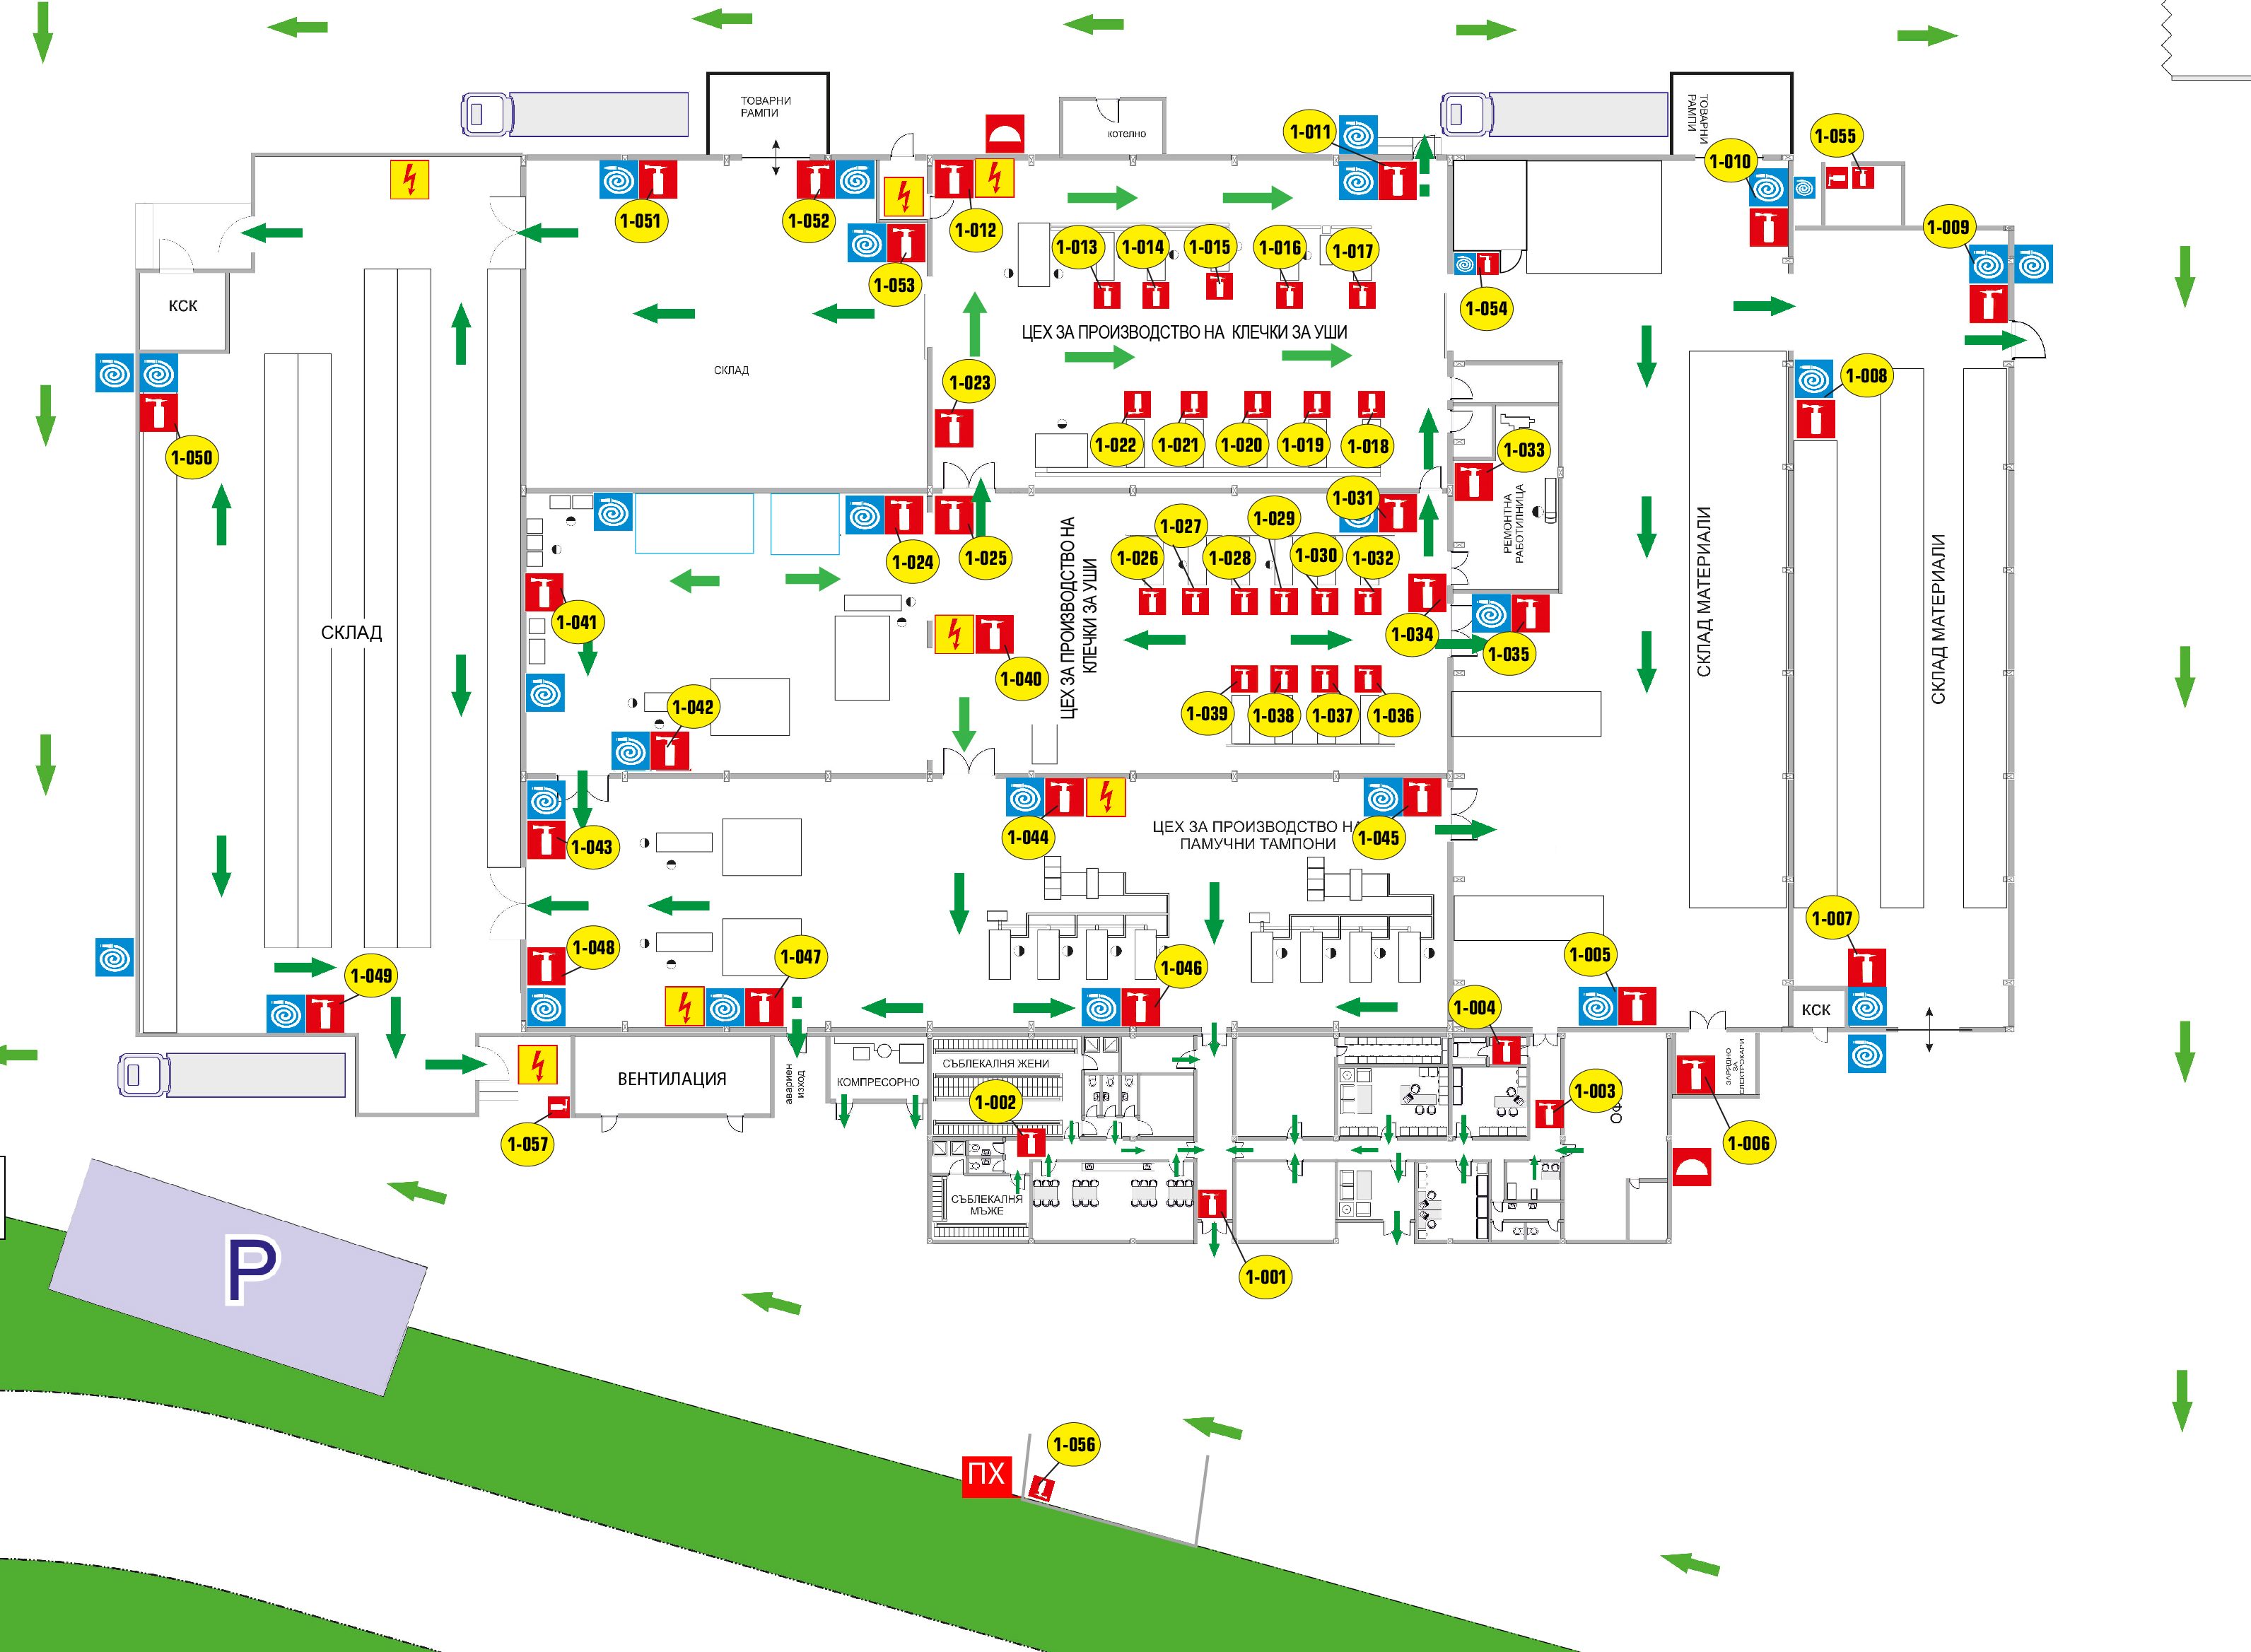 ТОВАРНИ
РАМПИ
котелно
1-011
ТОВАРНИ
РАМПИ
1-055
1-010
1-051
1-052
1-012
1-009
1-053
1-013
1-014
1-015
1-016
1-017
1-054
КСК
ЦЕХ ЗА ПРОИЗВОДСТВО НА КЛЕЧКИ ЗА УШИ
СКЛАД
1-023
1-008
1-050
1-022
1-021
1-020
1-019
1-018
1-033
РЕМОНТНА
РАБОТИЛНИЦА
1-031
1-024
1-025
ЦЕХ ЗА ПРОИЗВОДСТВО НА
КЛЕЧКИ ЗА УШИ
1-026
1-027
1-028
1-029
1-030
1-032
СКЛАД МАТЕРИАЛИ
СКЛАД МАТЕРИАЛИ
СКЛАД
1-041
1-034
1-035
1-040
1-042
1-039
1-038
1-037
1-036
1-043
1-044
ЦЕХ ЗА ПРОИЗВОДСТВО НА
ПАМУЧНИ ТАМПОНИ
1-045
1-007
1-048
1-047
1-046
1-005
1-049
1-004
КСК
ВЕНТИЛАЦИЯ
авариен
изход
КОМПРЕСОРНО
СЪБЛЕКАЛНЯ ЖЕНИ
ЗАРЯДНО
ЗА
ЕЛЕКТРОКАРИ
1-002
1-003
1-057
1-006
СЪБЛЕКАЛНЯ
МЪЖЕ
P
1-001
1-056
ПХ